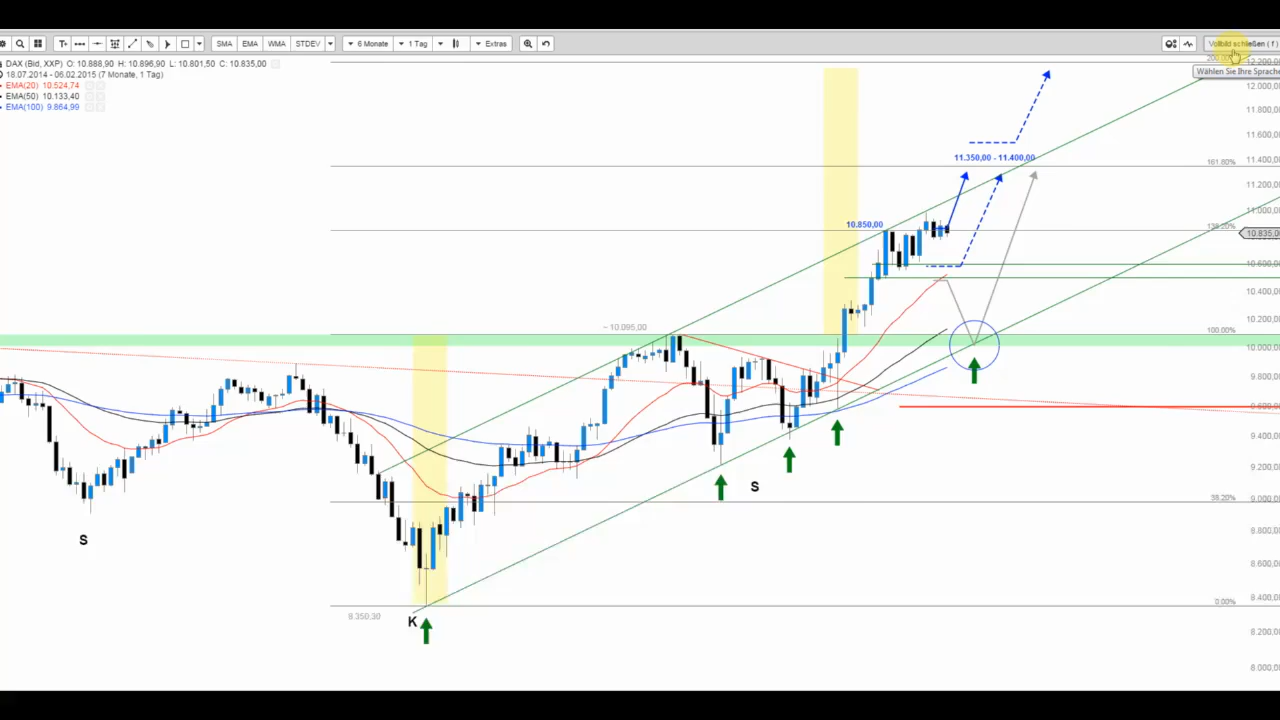 T
SMA
EMA
WMA
STDEV
6 Monate
1 Tag
Extras
Vollbild schließen ( f )
Wählen Sie Ihre Sprache
DAX (Bid, XXP) O: 10.888,90 H: 10.896,90 L: 10.801,50 C: 10.835,00
18.07.2014 - 06.02.2015 (7 Monate, 1 Tag)
EMA(20) 10.524,74
EMA(50) 10.133,40
EMA(100) 9.864,99
12.200,00
12.000,00
11.800,00
11.600,00
11.350,00 - 11.400,00
161,80%
11.400,00
11.200,00
11.000,00
10.850,00
138,20%
10.835,00
10.600,00
10.400,00
10.200,00
~ 10.095,00
100.00%
10.000,00
9.800,00
9.600,00
9.400,00
9.200,00
S
38,20%
9.000,00
S
8.800,00
8.600,00
8.400,00
0.00%
8.350,30
K
8.200,00
8.000,00